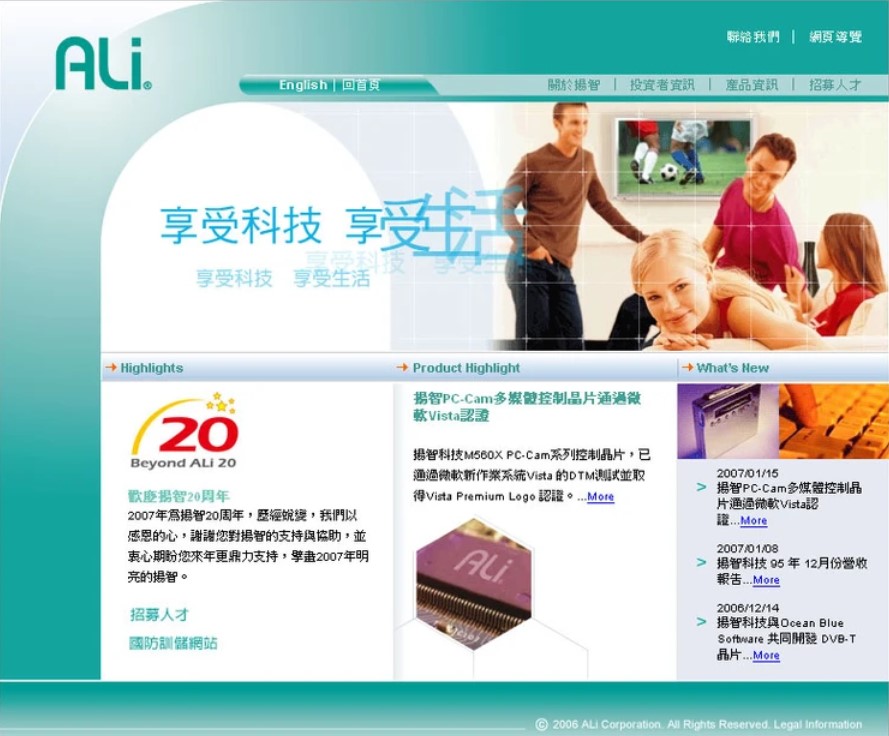 ALi®
聯絡我們 | 網頁導覽
English | 回首頁
關於揚智 | 投資者資訊 | 產品資訊 | 招募人才
享受科技 享受生活
享受科技 享受生
享受科技 享受生活
Highlights
20
Beyond ALi 20
歡慶揚智20周年
2007年爲揚智20周年，歷經蛻變，我們以
感恩的心，謝謝您對揚智的支持與協助，並
衷心期盼您來年更鼎力支持，擎畫2007年明
亮的揚智。
招募人才
國防訓儲網站
Product Highlight
揚智PC-Cam多媒體控制晶片通過微
軟Vista認證
揚智科技M560X PC-Cam系列控制晶片，已
通過微軟新作業系統Vista 的DTM測試並取
得Vista Premium Logo 認證。...More
ALi
What's New
2007/01/15
揚智PC-Cam多媒體控制晶
片通過微軟Vista認
證...More
2007/01/08
揚智科技 95 年 12月份營收
報告...More
2006/12/14
揚智科技與Ocean Blue
Software 共同開發 DVB-T
晶片...More
© 2006 ALi Corporation. All Rights Reserved. Legal Information